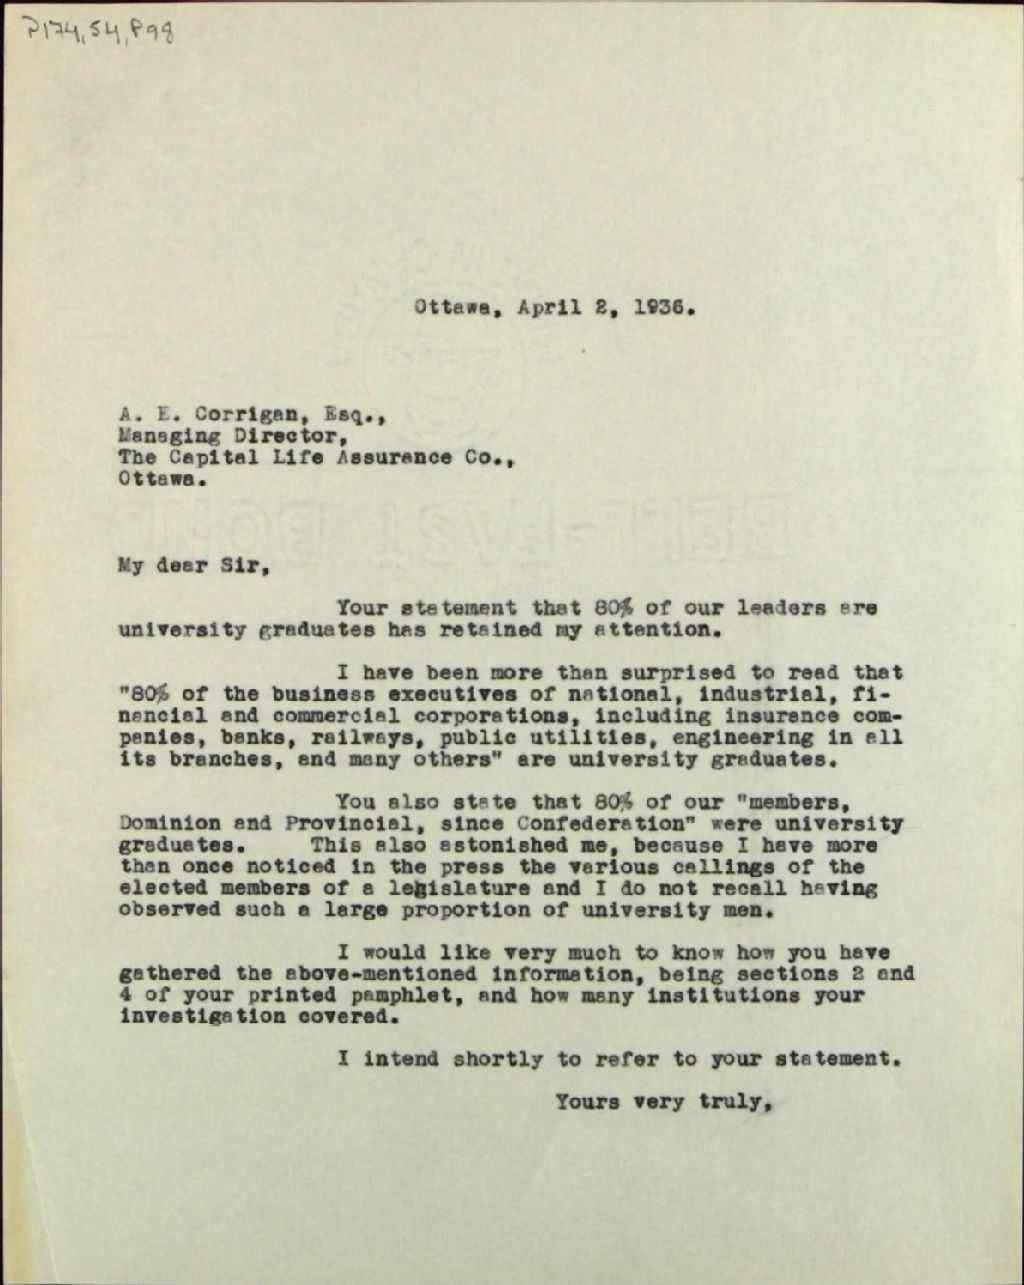 P174,S4,P98
Ottawa, April 2, 1936.
A. E. Corrigan, Esq.,
Managing Director,
The Capital Life Assurance Co.,
Ottawa.
My dear Sir,
Your statement that 80% of our leaders are
university graduates has retained my attention.
I have been more than surprised to read that
"80% of the business executives of national, industrial, fi-
nancial and commercial corporations, including insurance com-
panies, banks, railways, public utilities, engineering in all
its branches, and many others" are university graduates.
You also state that 80% of our "members,
Dominion and Provincial, since Confederation" were university
graduates. This also astonished me, because I have more
than once noticed in the press the various callings of the
elected members of a legislature and I do not recall having
observed such a large proportion of university men.
I would like very much to know how you have
gathered the above-mentioned information, being sections 2 and
4 of your printed pamphlet, and how many institutions your
investigation covered.
I intend shortly to refer to your statement.
Yours very truly,